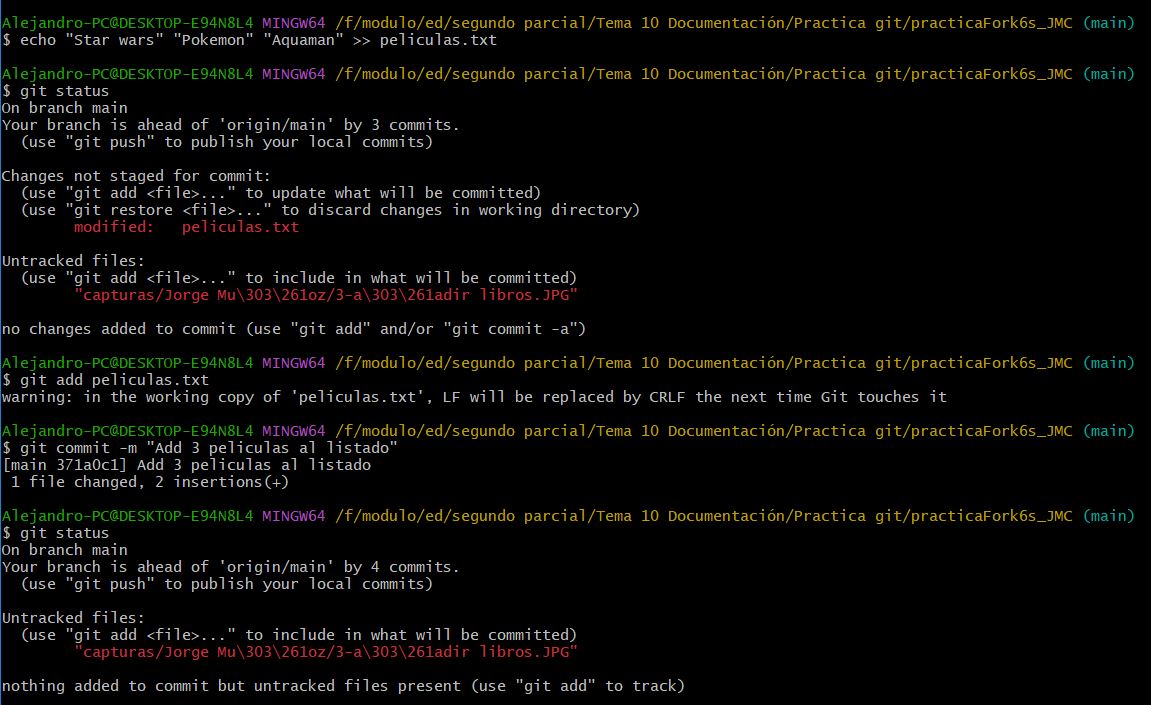 Alejandro-PC@DESKTOP-E94N8L4 MINGW64 /f/modulo/ed/segundo parcial/Tema 10 Documentación/Practica git/practicaFork6s_JMC (main)
$ echo "Star wars" "Pokemon" "Aquaman" >> peliculas.txt
Alejandro-PC@DESKTOP-E94N8L4 MINGW64 /f/modulo/ed/segundo parcial/Tema 10 Documentación/Practica git/practicaFork6s_JMC (main)
$ git status
On branch main
Your branch is ahead of 'origin/main' by 3 commits.
  (use "git push" to publish your local commits)
Changes not staged for commit:
  (use "git add <file>..." to update what will be committed)
  (use "git restore <file>..." to discard changes in working directory)
        modified:   peliculas.txt
Untracked files:
  (use "git add <file>..." to include in what will be committed)
        "capturas/Jorge Mu\303\261oz/3-a\303\261adir libros.JPG"
no changes added to commit (use "git add" and/or "git commit -a")
Alejandro-PC@DESKTOP-E94N8L4 MINGW64 /f/modulo/ed/segundo parcial/Tema 10 Documentación/Practica git/practicaFork6s_JMC (main)
$ git add peliculas.txt
warning: in the working copy of 'peliculas.txt', LF will be replaced by CRLF the next time Git touches it
Alejandro-PC@DESKTOP-E94N8L4 MINGW64 /f/modulo/ed/segundo parcial/Tema 10 Documentación/Practica git/practicaFork6s_JMC (main)
$ git commit -m "Add 3 peliculas al listado"
[main 371a0c1] Add 3 peliculas al listado
 1 file changed, 2 insertions(+)
Alejandro-PC@DESKTOP-E94N8L4 MINGW64 /f/modulo/ed/segundo parcial/Tema 10 Documentación/Practica git/practicaFork6s_JMC (main)
$ git status
On branch main
Your branch is ahead of 'origin/main' by 4 commits.
  (use "git push" to publish your local commits)
Untracked files:
  (use "git add <file>..." to include in what will be committed)
        "capturas/Jorge Mu\303\261oz/3-a\303\261adir libros.JPG"
nothing added to commit but untracked files present (use "git add" to track)